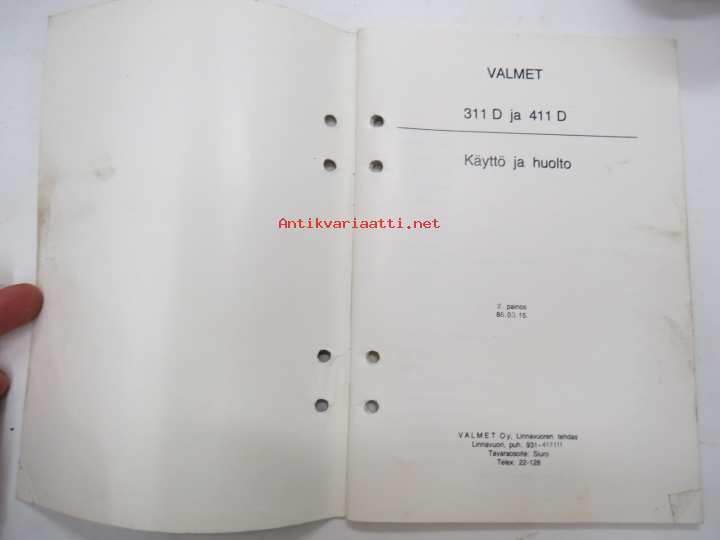 VALMET
311 D ja 411 D
Käyttö ja huolto
Antikvariaatti.net
2. painos
86.03.15
VALMET Oy, Linnavuoren tehdas
Linnavuori, puh. 931-417111
Tavaraosoite: Siuro
Telex: 22-128